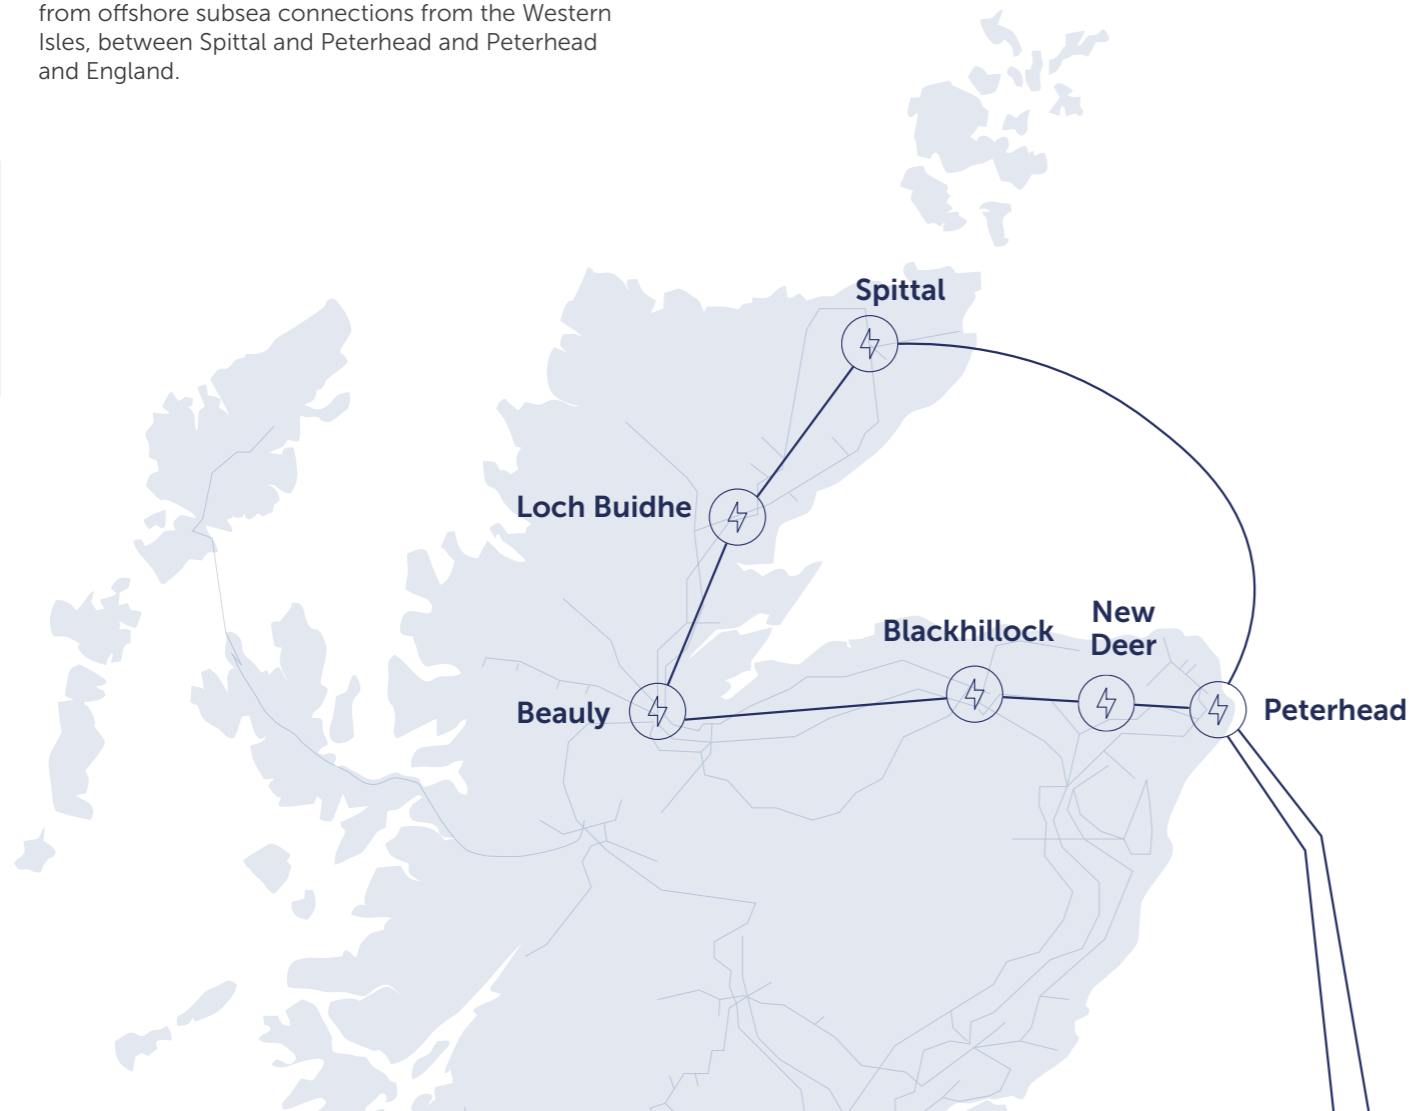 from offshore subsea connections from the Western
Isles, between Spittal and Peterhead and Peterhead
and England.
Spittal
Loch Buidhe
New
Deer
Blackhillock
Beauly
Peterhead